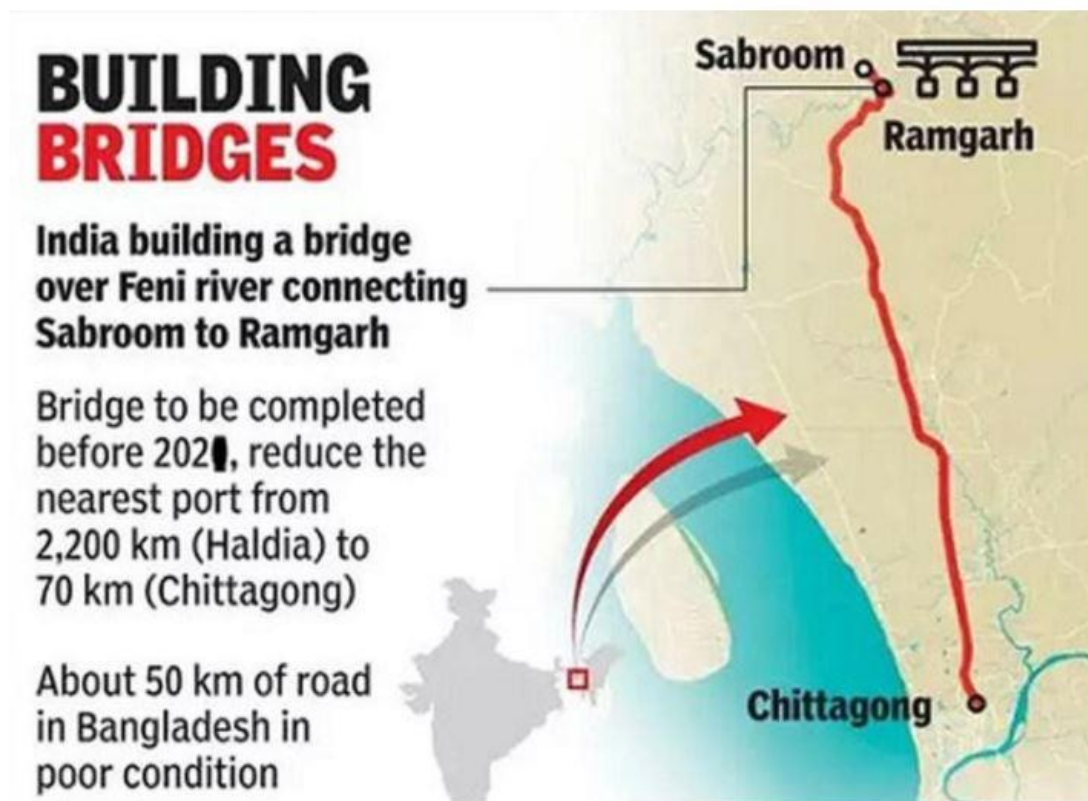 BUILDING
BRIDGES
India building a bridge
over Feni river connecting
Sabroom to Ramgarh
Bridge to be completed
before, reduce the
nearest port from
2,200 km (Haldia) to
70 km (Chittagong)
About 50 km of road
in Bangladesh in
poor condition
Sabroom
Ramgarh
Chittagong